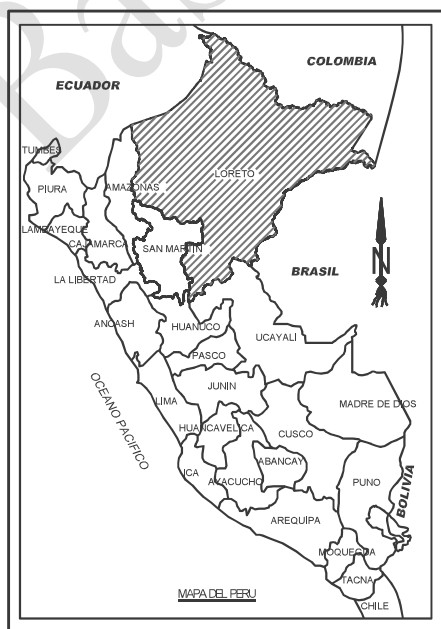 Bas
COLOMBIA
ECUADOR
TUMBES
PIURA
AMAZONAS
LORETO
LAMBAYEQUE
CAJAMARCA
SAN MARTIN
N
BRASIL
LA LIBERTAD
ANCASH
HUANUCO
UCAYALI
PASCO
JUNIN
LIMA
MADRE DE DIOS
OCEANO PACIFICO
HUANCAVELICA
CUSCO
ABANCAY
ICA
AYACUCHO
PUNO
BOLIVIA
AREQUIPA
MOQUEGUA
TACNA
MAPA DEL PERU
CHILE